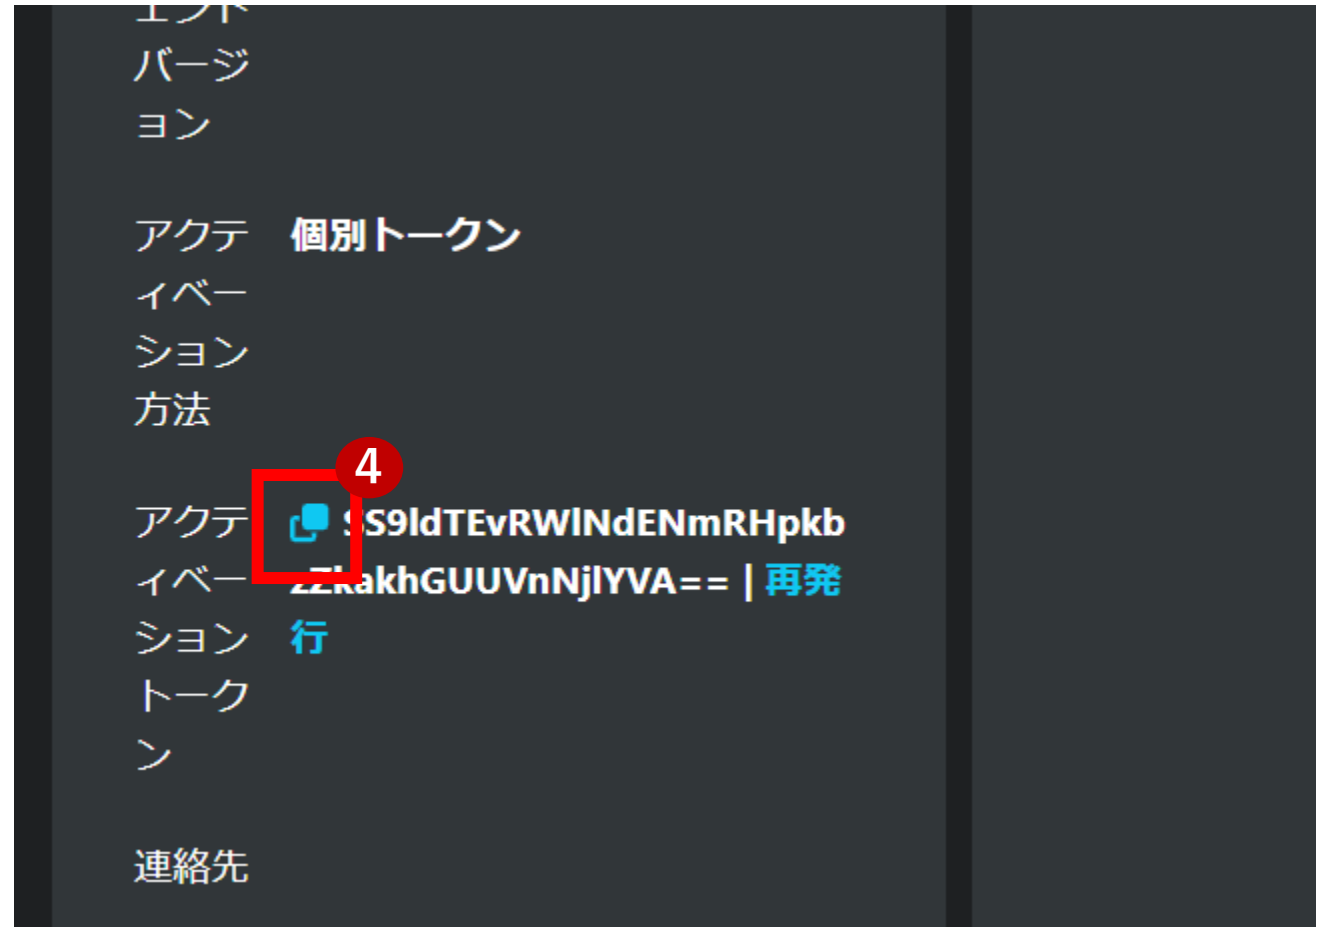 バージ
ョン
アクテ 個別トークン
ィベー
ション
方法
4
アクテ SS9ldTEvRWlNdENmRHpkb
ィベー zZkakhGUUVnNjlYVA== | 再発
ション 行
トーク
ン
連絡先